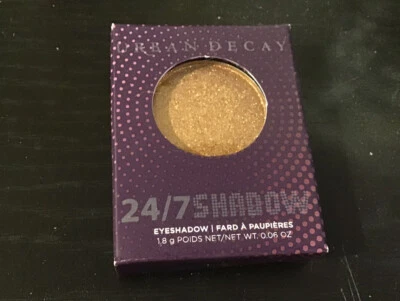 URBAN DECAY
24/7 SHADOW
EYESHADOW | FARD À PAUPIÈRES
1.8 g POIDS NET/NET WT. 0.06 OZ